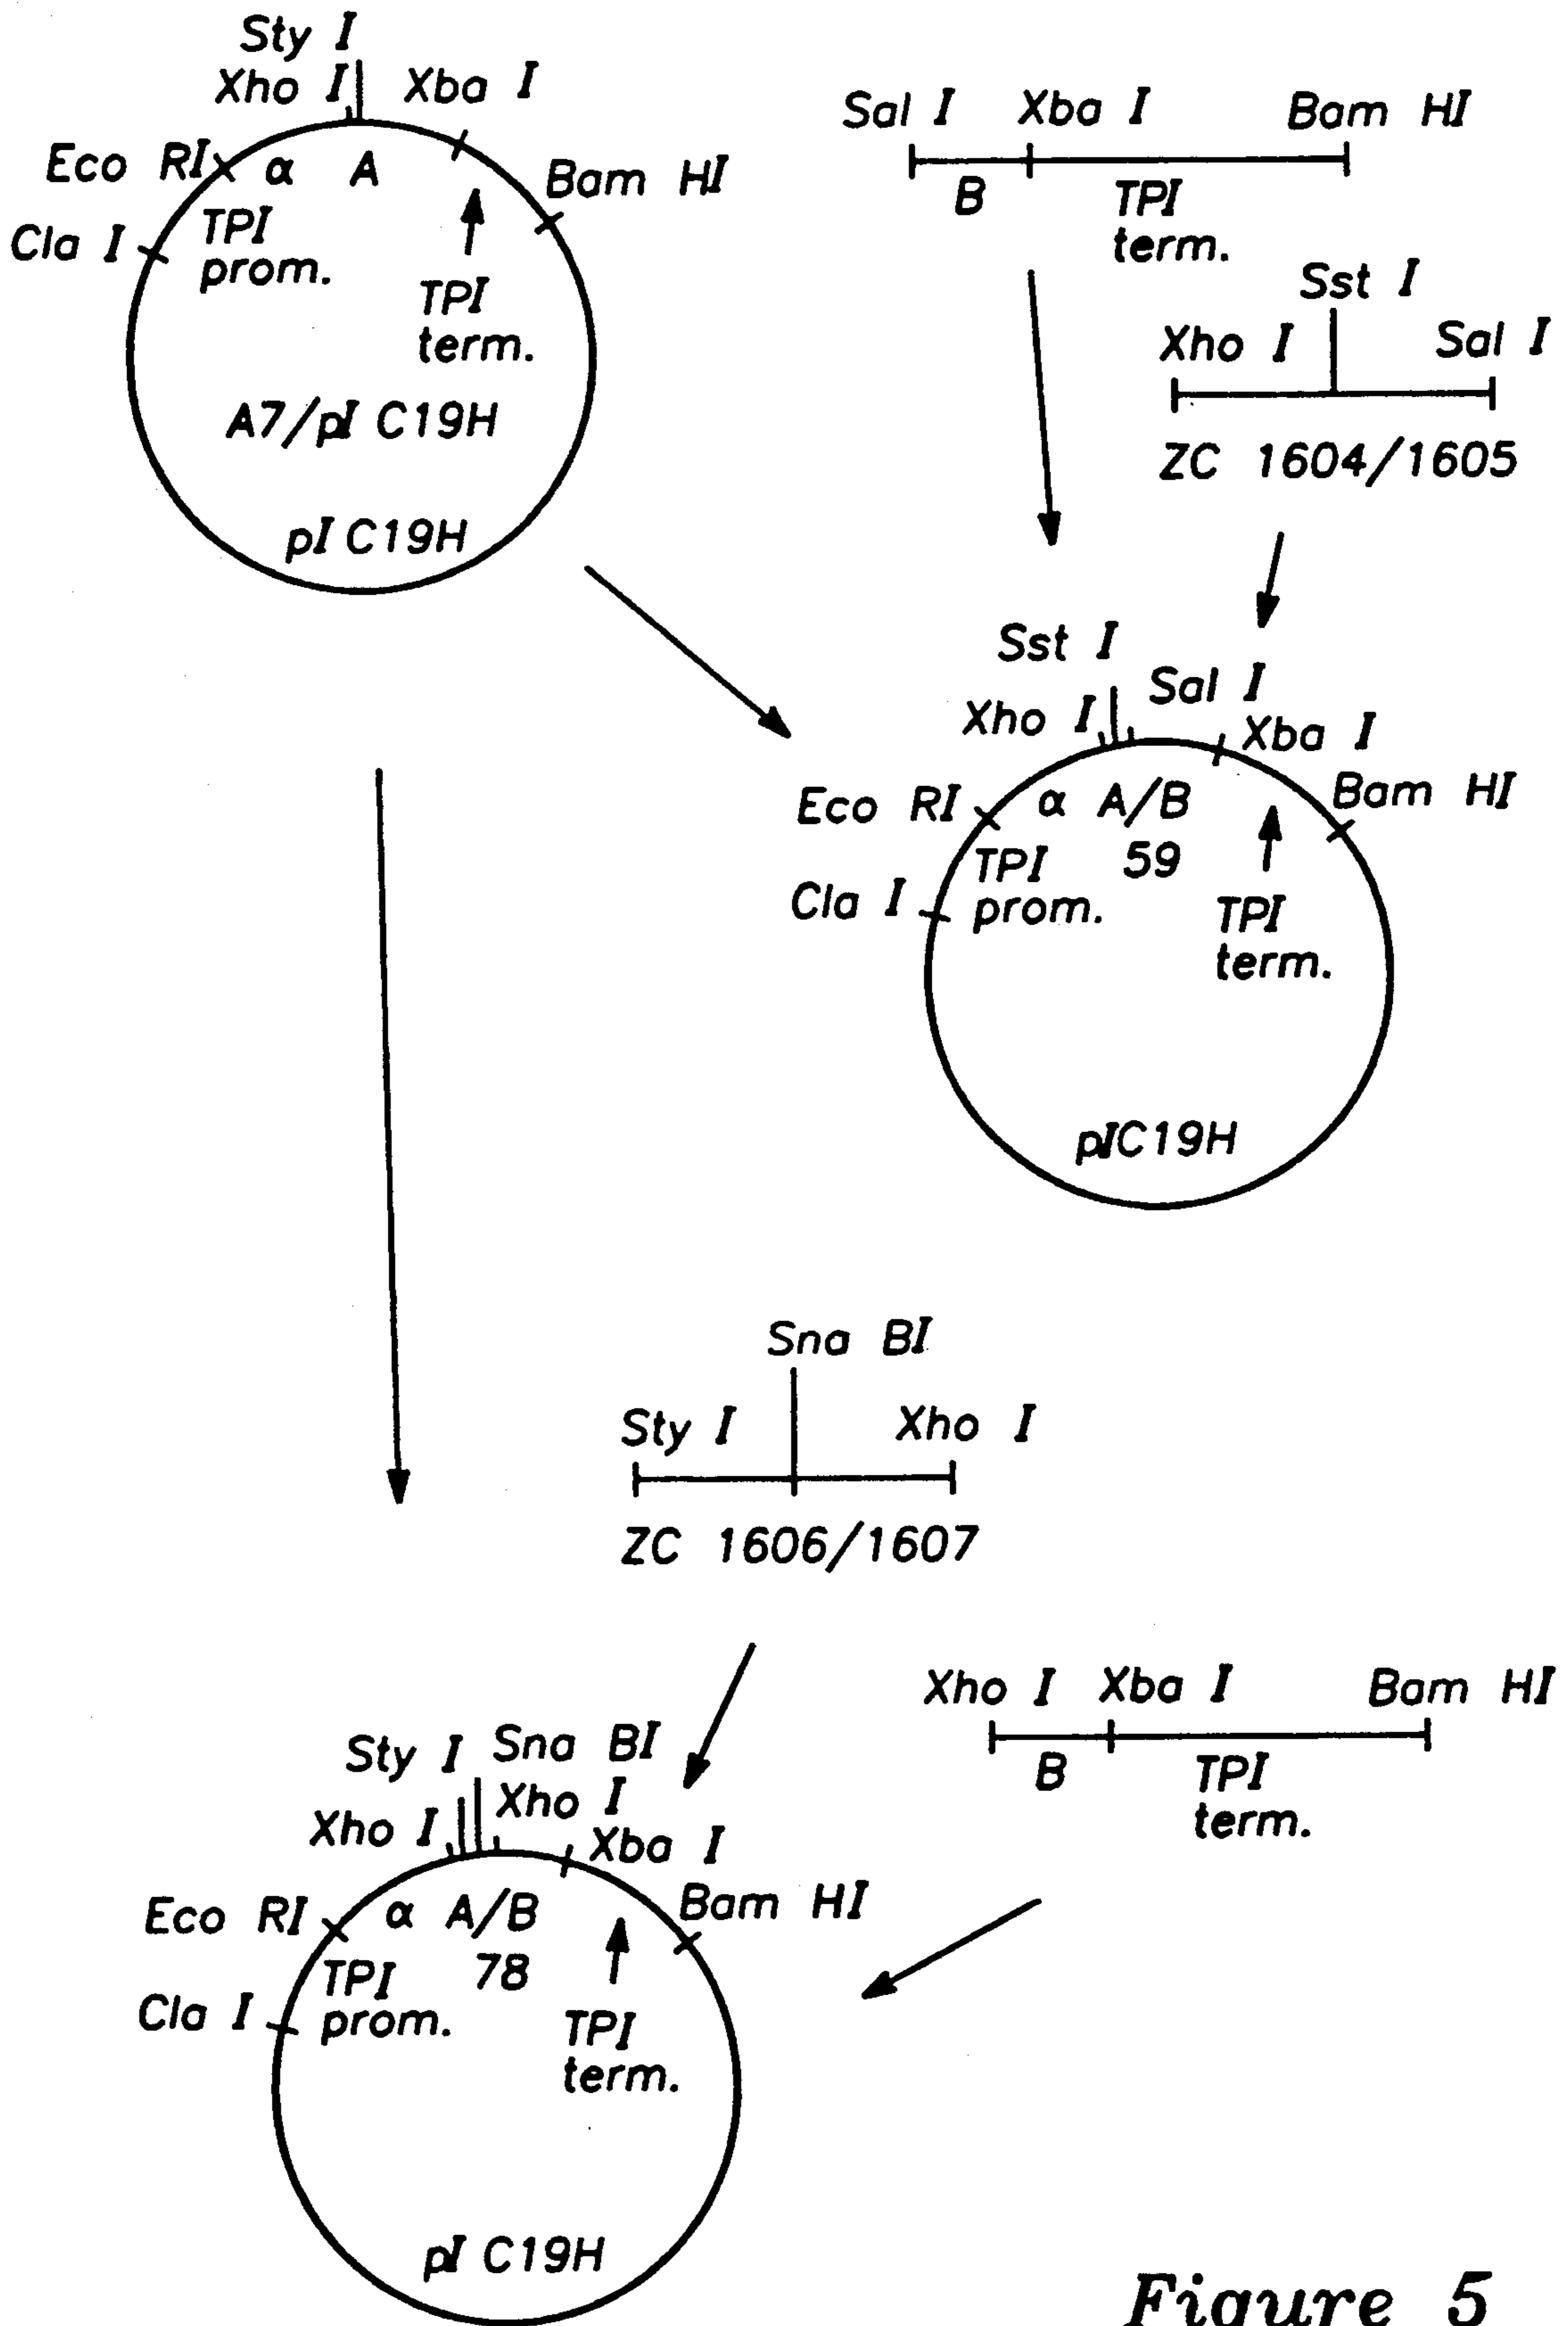 Sty I
Xho I
Xba I
Eco RI
α
A
Bam HI
Cla I
TPI
prom.
TPI
term.
A7/pI C19H
pI C19H
Sal I
Xba I
Bam HI
B
TPI
term.
Sst I
Xho I
Sal I
ZC 1604/1605
Sst I
Sal I
Xho I
Xba I
Eco RI
α
A/B
Bam HI
59
TPI
prom.
Cla I
TPI
term.
pIC19H
Sna BI
Sty I
Xho I
ZC 1606/1607
Xho I
Xba I
Bam HI
B
TPI
term.
Sty I
Sna BI
Xho I
Xho I
Xba I
Eco RI
α
A/B
Bam HI
78
TPI
prom.
Cla I
TPI
term.
pI C19H
Figure 5